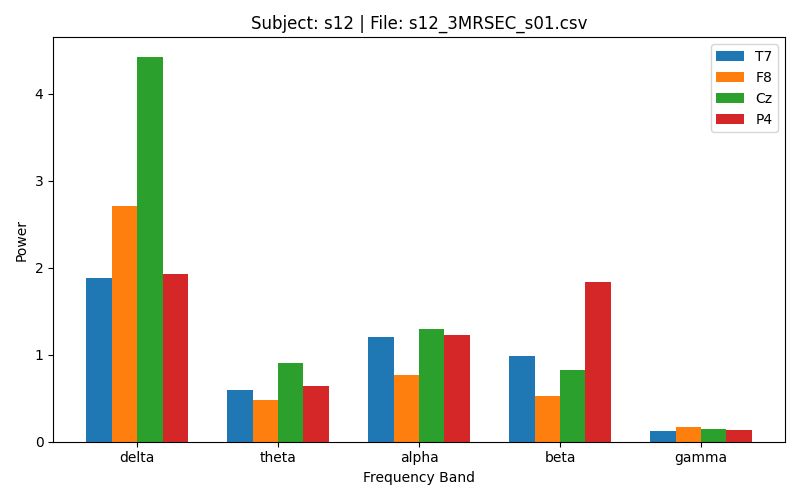 Subject: s12 | File: s12_3MRSEC_s01.csv
T7
F8
Cz
P4
Power
4
3
2
1
0
delta theta alpha beta gamma
Frequency Band